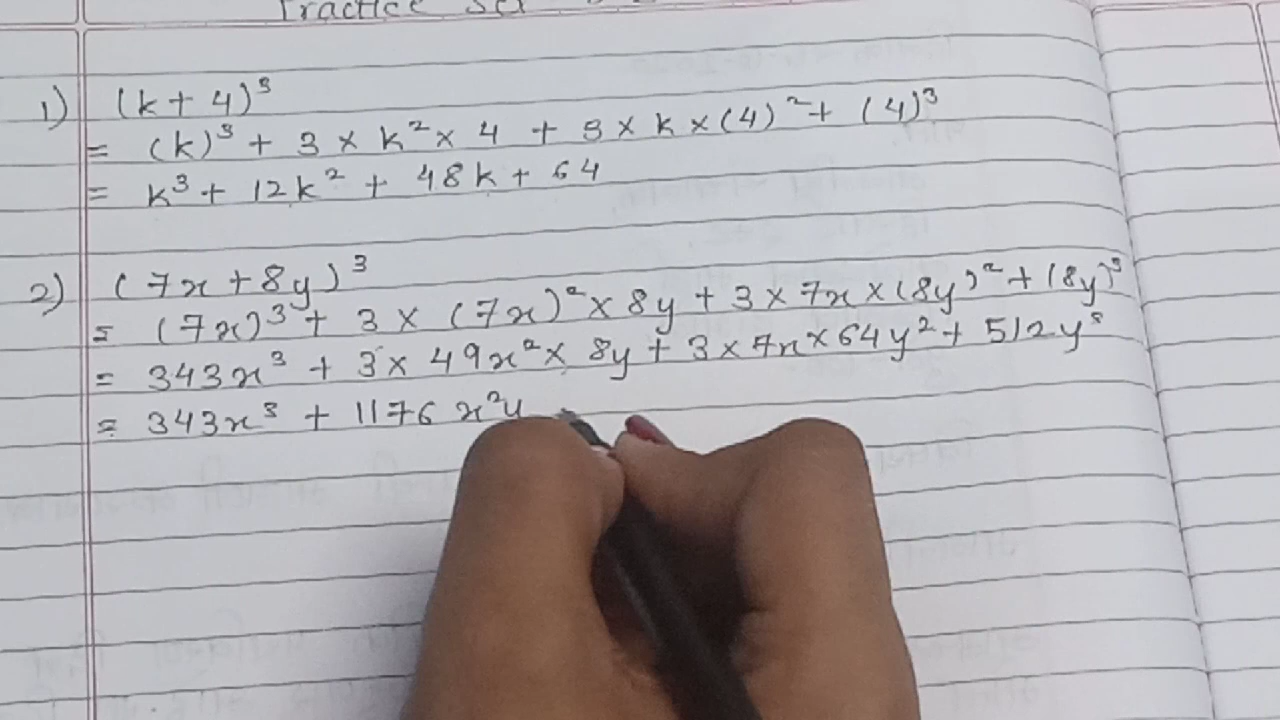 Practice Set
1) (k + 4)³
= (k)³ + 3 × k² × 4 + 3 × k × (4)² + (4)³
= k³ + 12k² + 48k + 64
2) (7x + 8y)³
= (7x)³ + 3 × (7x)² × 8y + 3 × 7x × (8y)² + (8y)³
= 343x³ + 3 × 49x² × 8y + 3 × 7x × 64y² + 512y³
= 343x³ + 1176 x²y